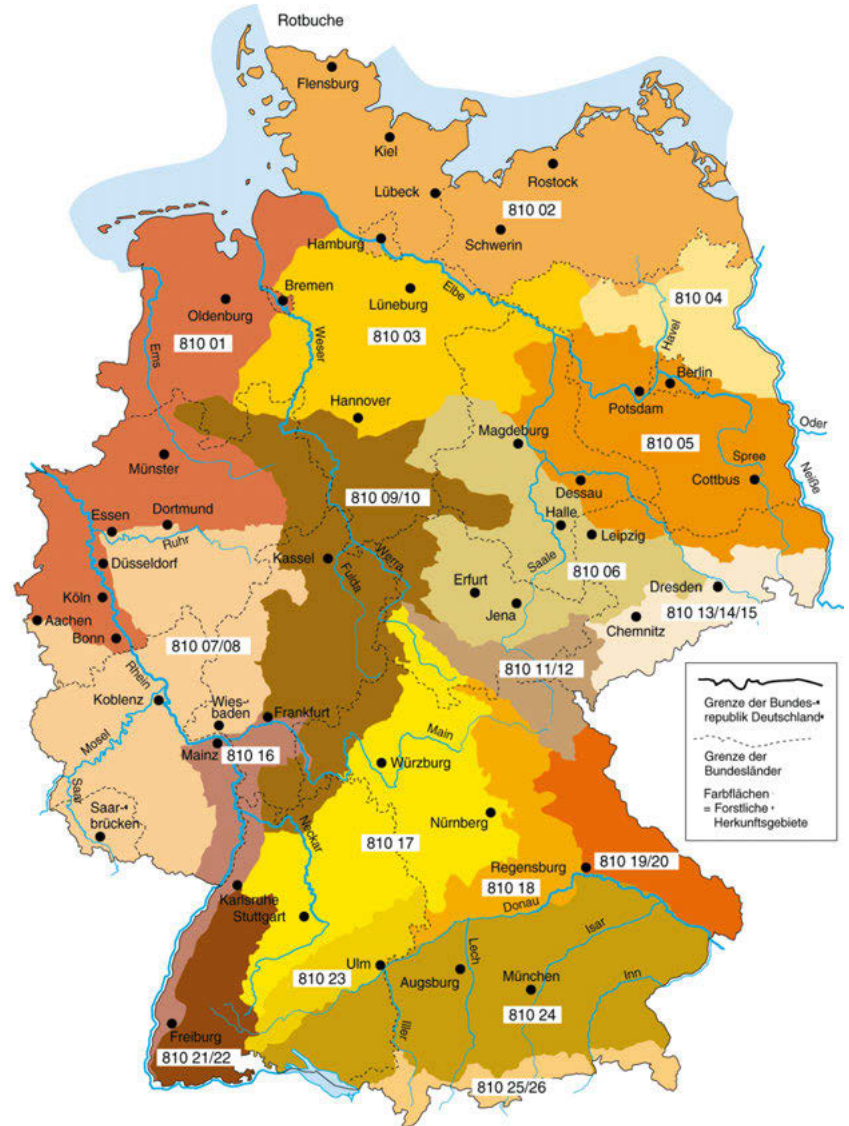 Rotbuche
Flensburg
Kiel
Rostock
Lübeck
810 02
Schwerin
Hamburg
Bremen
Elbe
Lüneburg
810 04
Oldenburg
810 01
Ems
Weser
810 03
Havel
Berlin
Potsdam
Hannover
Magdeburg
810 05
Oder
Münster
Spree
Neiße
810 09/10
Dessau
Cottbus
Essen
Dortmund
Ruhr
Halle
Leipzig
Düsseldorf
Kassel
Werra
Fulda
Saale
810 06
Köln
Erfurt
Jena
Dresden
810 13/14/15
Aachen
Bonn
810 07/08
Chemnitz
Rhein
810 11/12
Koblenz
Wies-
baden
Frankfurt
Mosel
Main
Mainz
810 16
Würzburg
Saar
Saar-
brücken
Neckar
Nürnberg
810 17
Regensburg
810 19/20
810 18
Karlsruhe
Stuttgart
Donau
Ulm
810 23
Augsburg
Lech
Isar
München
Inn
810 24
Iller
Freiburg
810 21/22
810 25/26
Grenze der Bundes-
republik Deutschland
Grenze der
Bundesländer
Farbflächen
= Forstliche
Herkunftsgebiete